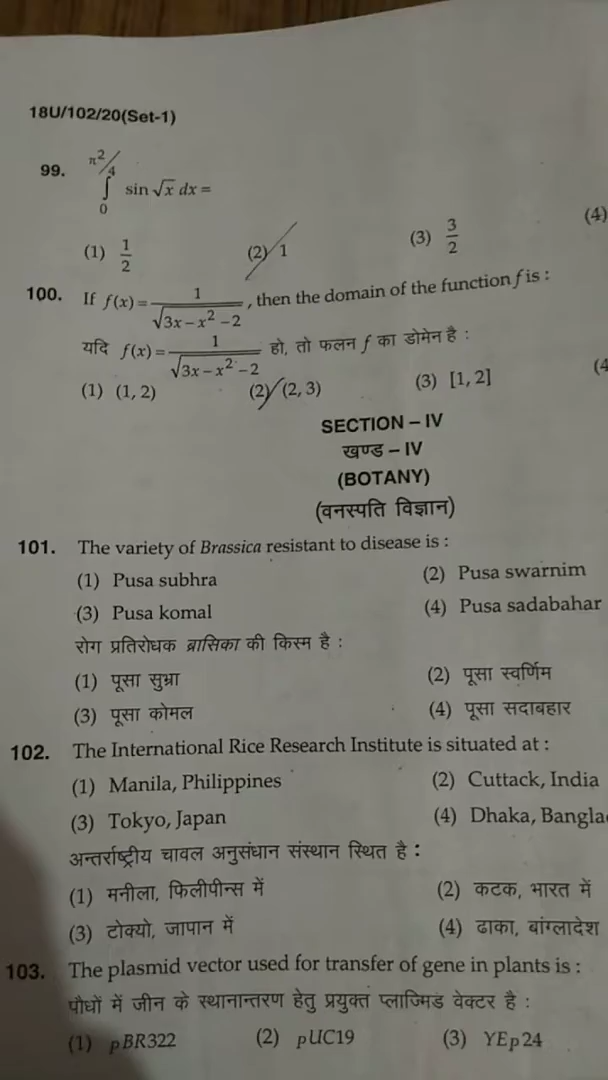 18U/102/20(Set-1)
99. ∫₀^(π²/4) sin √x dx =
(1) 1/2 (2) 1 (3) 3/2 (4)
100. If f(x) = 1/√(3x – x² – 2), then the domain of the function f is :
यदि f(x) = 1/√(3x – x² – 2) हो, तो फलन f का डोमेन है :
(1) (1, 2) (2) (2, 3) (3) [1, 2] (4
SECTION – IV
खण्ड – IV
(BOTANY)
(वनस्पति विज्ञान)
101. The variety of Brassica resistant to disease is :
(1) Pusa subhra (2) Pusa swarnim
(3) Pusa komal (4) Pusa sadabahar
रोग प्रतिरोधक ब्रासिका की किस्म है :
(1) पूसा सुभ्रा (2) पूसा स्वर्णिम
(3) पूसा कोमल (4) पूसा सदाबहार
102. The International Rice Research Institute is situated at :
(1) Manila, Philippines (2) Cuttack, India
(3) Tokyo, Japan (4) Dhaka, Bangla
अन्तर्राष्ट्रीय चावल अनुसंधान संस्थान स्थित है :
(1) मनीला, फिलीपीन्स में (2) कटक, भारत में
(3) टोक्यो, जापान में (4) ढाका, बांग्लादेश
103. The plasmid vector used for transfer of gene in plants is :
पौधों में जीन के स्थानान्तरण हेतु प्रयुक्त प्लाज्मिड वेक्टर है :
(1) pBR322 (2) pUC19 (3) YEp24